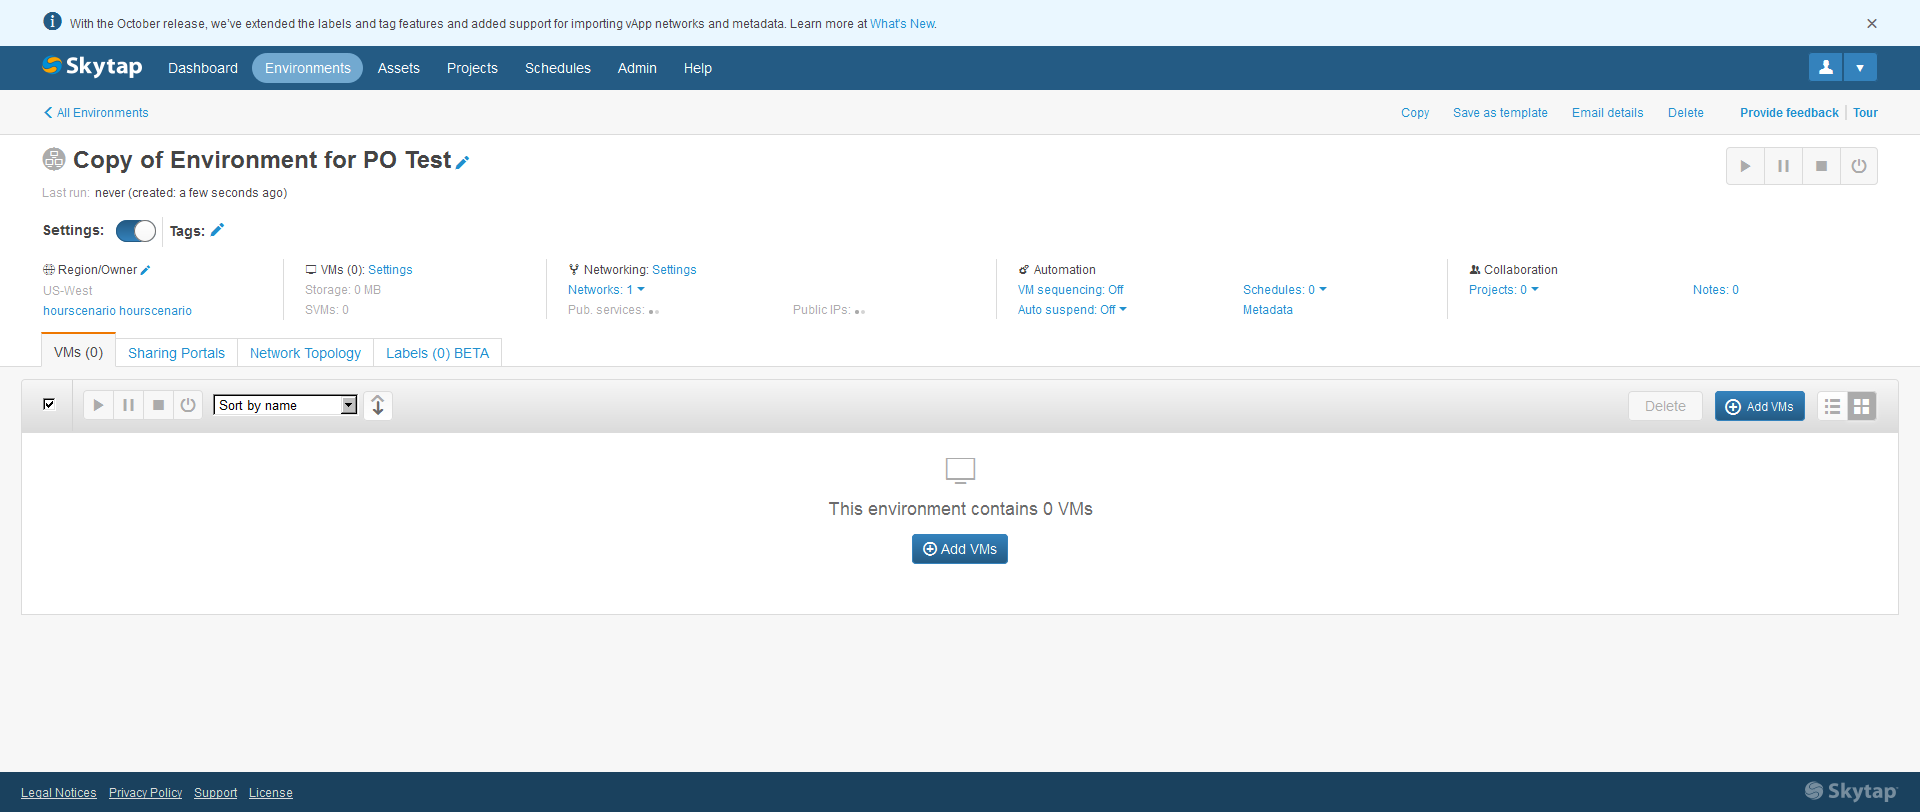 With the October release, we've extended the labels and tag features and added support for importing vApp networks and metadata. Learn more at What's New.
Skytap Dashboard Environments Assets Projects Schedules Admin Help
All Environments Copy Save as template Email details Delete Provide feedback Tour
Copy of Environment for PO Test
Last run: never (created: a few seconds ago)
Settings: Tags:
Region/Owner
US-West
hourscenario hourscenario
VMs (0): Settings
Storage: 0 MB
SVMs: 0
Networking: Settings
Networks: 1
Pub. services: Public IPs:
Automation
VM sequencing: Off Schedules: 0
Auto suspend: Off Metadata
Collaboration
Projects: 0 Notes: 0
VMs (0) Sharing Portals Network Topology Labels (0) BETA
Sort by name Delete Add VMs
This environment contains 0 VMs
Add VMs
Legal Notices Privacy Policy Support License Skytap